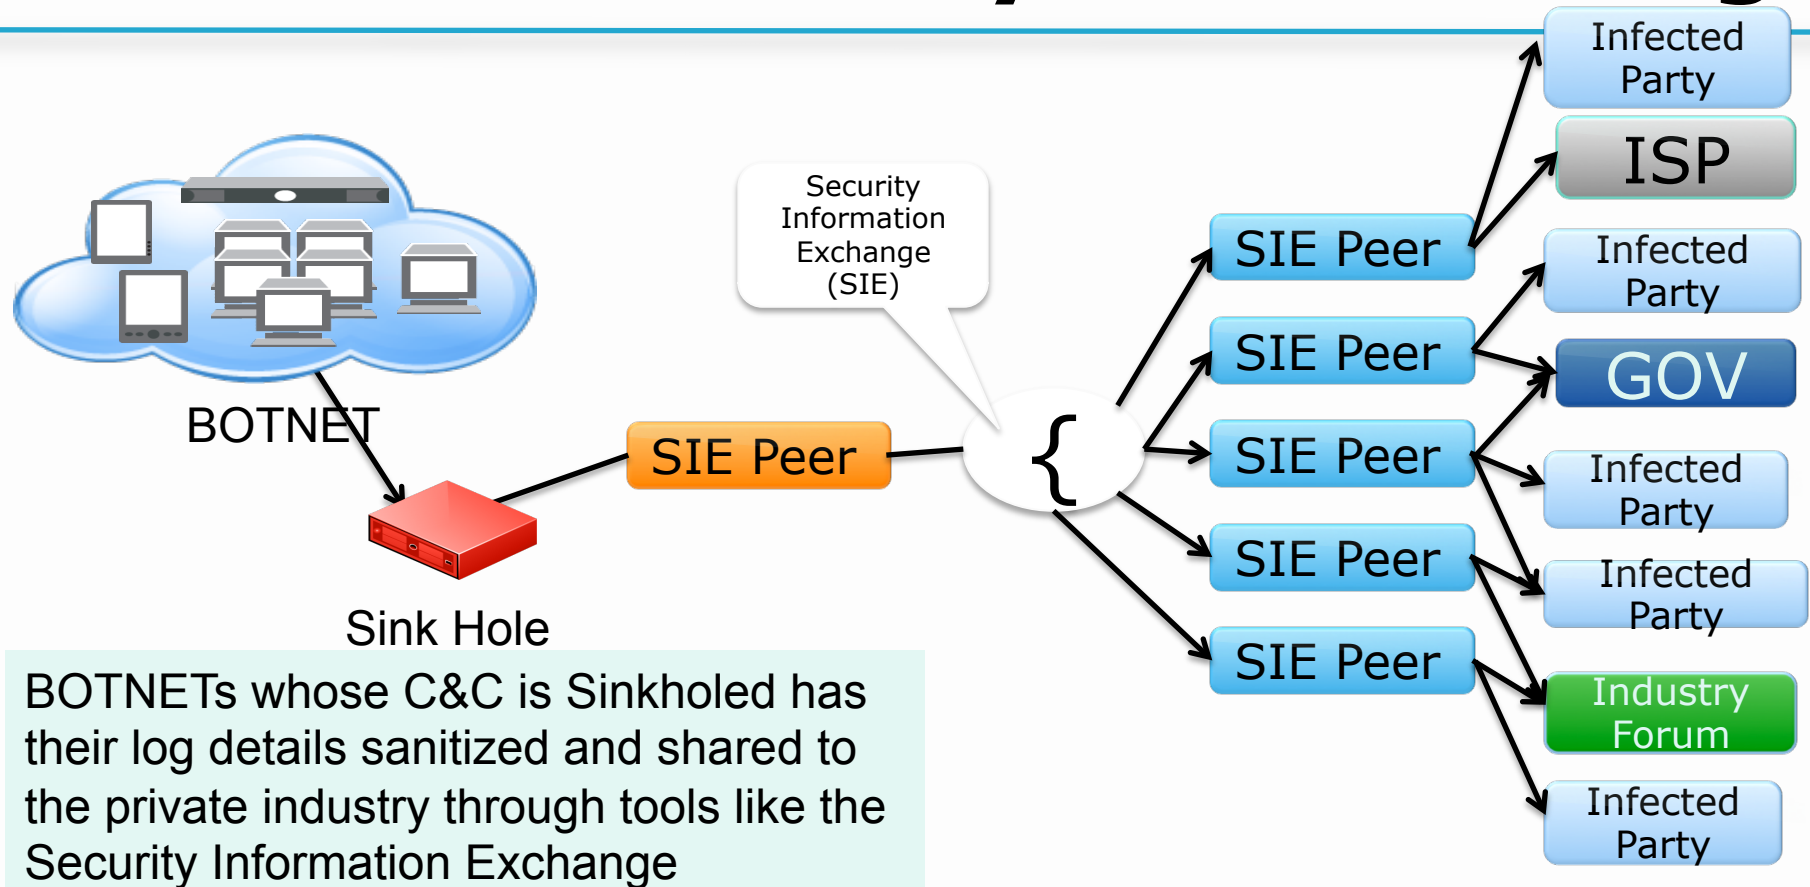 Infected
Party
ISP
Security
Information
Exchange
(SIE)
SIE Peer
Infected
Party
SIE Peer
GOV
BOTNET
SIE Peer
{
SIE Peer
Infected
Party
SIE Peer
Infected
Party
Sink Hole
SIE Peer
Industry
Forum
BOTNETs whose C&C is Sinkholed has
their log details sanitized and shared to
the private industry through tools like the
Security Information Exchange
Infected
Party